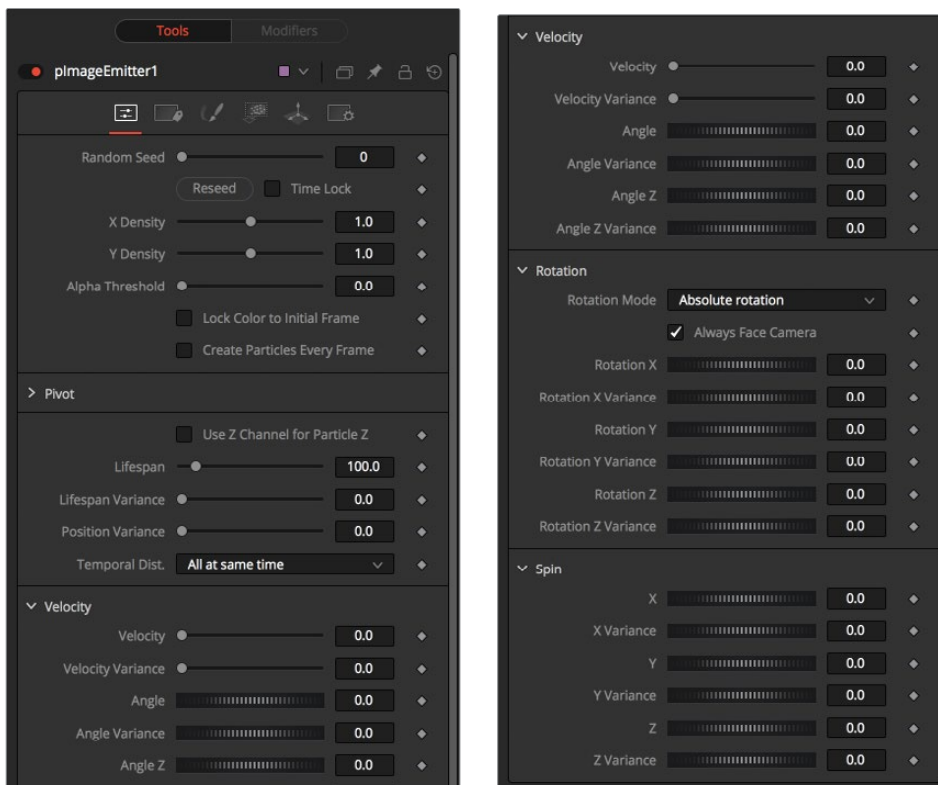 Tools Modifiers
pImageEmitter1
Random Seed 0
Reseed Time Lock
X Density 1.0
Y Density 1.0
Alpha Threshold 0.0
Lock Color to Initial Frame
Create Particles Every Frame
Pivot
Use Z Channel for Particle Z
Lifespan 100.0
Lifespan Variance 0.0
Position Variance 0.0
Temporal Dist. All at same time
Velocity
Velocity 0.0
Velocity Variance 0.0
Angle 0.0
Angle Variance 0.0
Angle Z 0.0
Velocity
Velocity 0.0
Velocity Variance 0.0
Angle 0.0
Angle Variance 0.0
Angle Z 0.0
Angle Z Variance 0.0
Rotation
Rotation Mode Absolute rotation
Always Face Camera
Rotation X 0.0
Rotation X Variance 0.0
Rotation Y 0.0
Rotation Y Variance 0.0
Rotation Z 0.0
Rotation Z Variance 0.0
Spin
X 0.0
X Variance 0.0
Y 0.0
Y Variance 0.0
Z 0.0
Z Variance 0.0